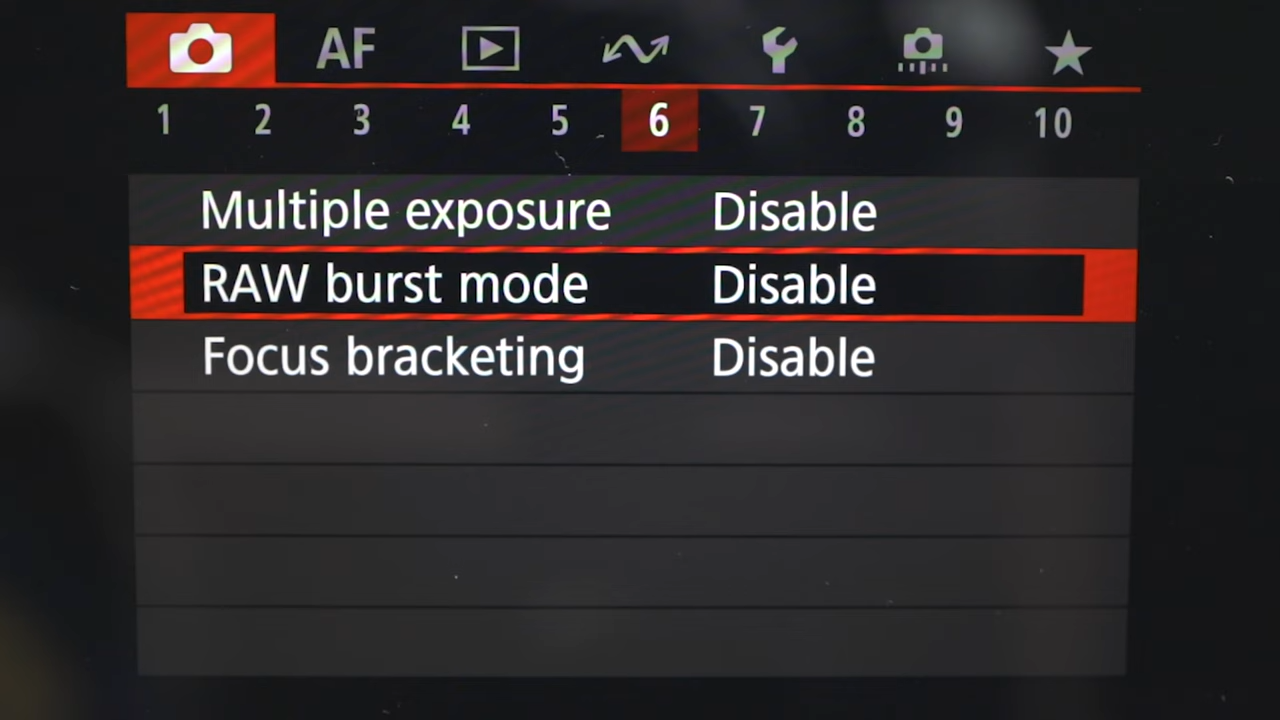 AF
1 2 3 4 5 6 7 8 9 10
Multiple exposure Disable
RAW burst mode Disable
Focus bracketing Disable